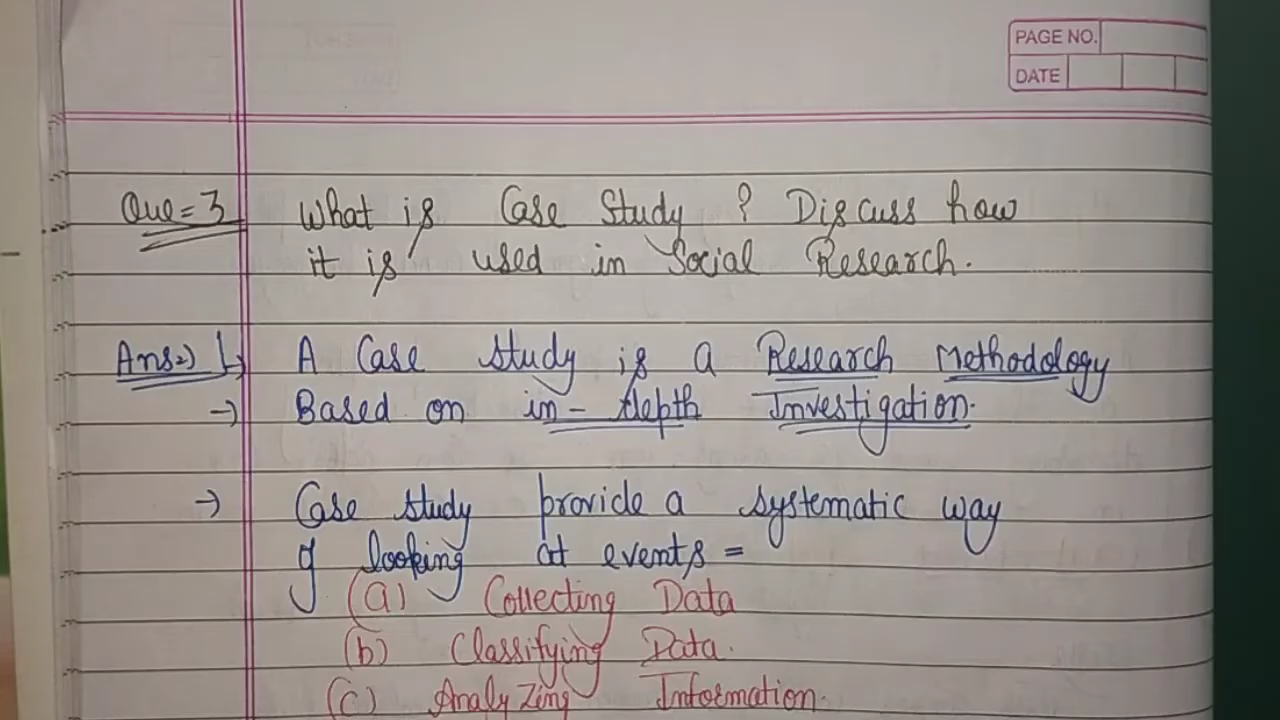 PAGE NO.
DATE
Que = 3 What is Case Study ? Discuss how
it is used in Social Research.
Ans=) A Case Study is a Research Methodology
→ Based on in-depth Investigation.
→ Case Study provide a systematic way
of looking at events =
(a) Collecting Data
(b) Classifying Data.
(c) Analyzing Information.